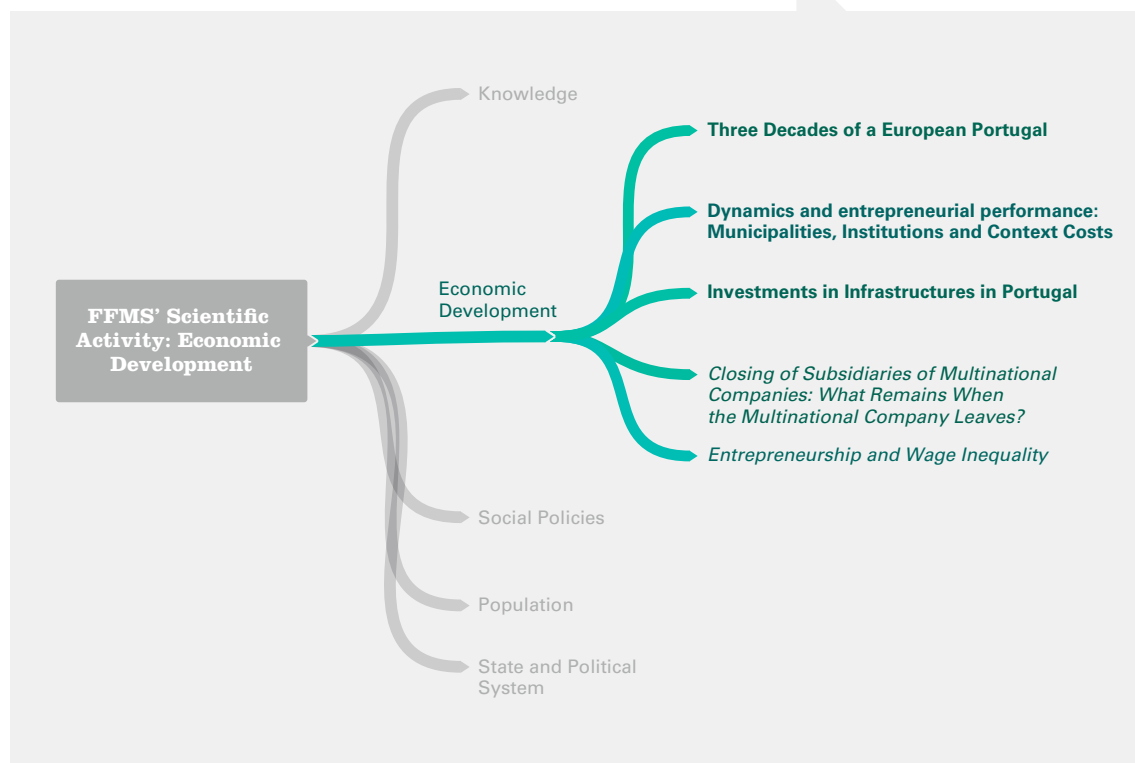 Knowledge
Three Decades of a European Portugal
Dynamics and entrepreneurial performance:
Municipalities, Institutions and Context Costs
Economic
Development
Investments in Infrastructures in Portugal
FFMS’ Scientific
Activity: Economic
Development
Closing of Subsidiaries of Multinational
Companies: What Remains When
the Multinational Company Leaves?
Entrepreneurship and Wage Inequality
Social Policies
Population
State and Political
System